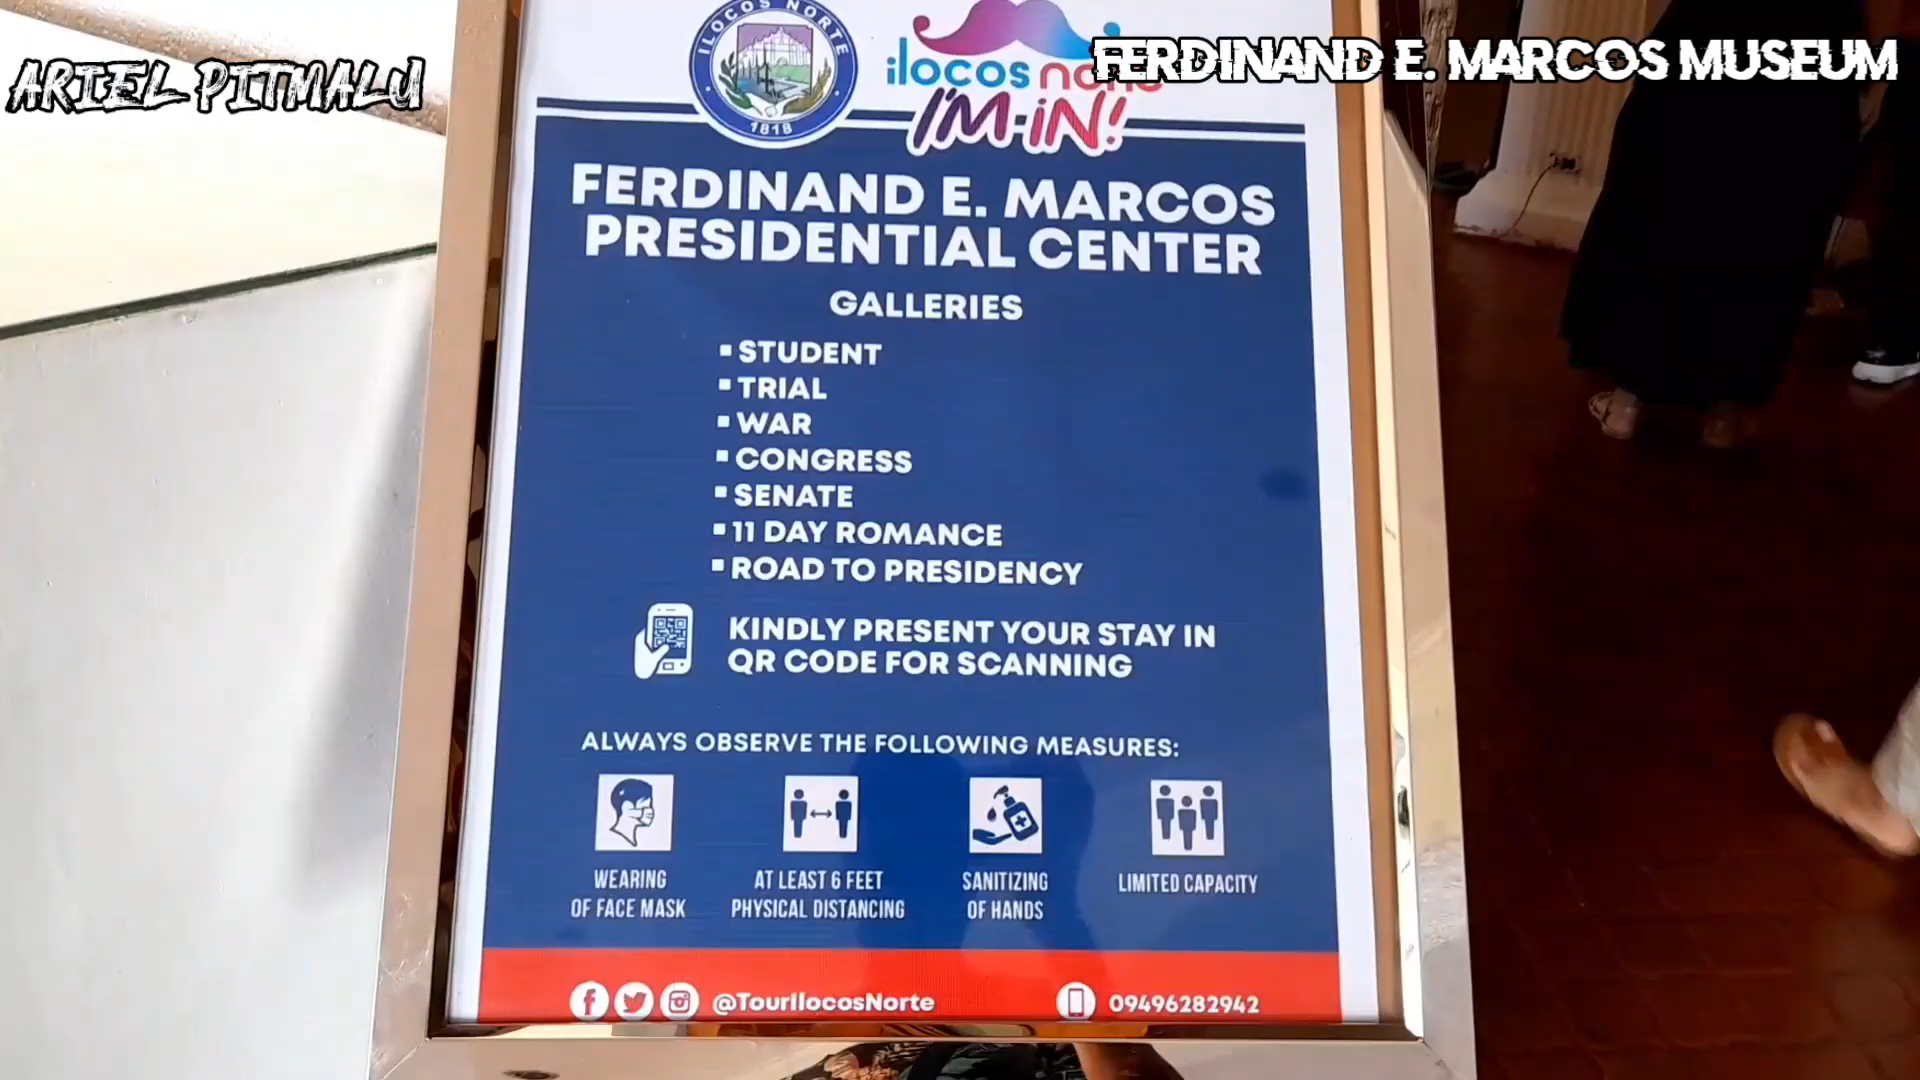 ARIEL PITMALU
FERDINAND E. MARCOS MUSEUM
ILOCOS NORTE
1818
ilocos norte
I'M IN!
FERDINAND E. MARCOS
PRESIDENTIAL CENTER
GALLERIES
▪ STUDENT
▪ TRIAL
▪ WAR
▪ CONGRESS
▪ SENATE
▪ 11 DAY ROMANCE
▪ ROAD TO PRESIDENCY
KINDLY PRESENT YOUR STAY IN
QR CODE FOR SCANNING
ALWAYS OBSERVE THE FOLLOWING MEASURES:
WEARING
OF FACE MASK
AT LEAST 6 FEET
PHYSICAL DISTANCING
SANITIZING
OF HANDS
LIMITED CAPACITY
@TourIlocosNorte
09496282942